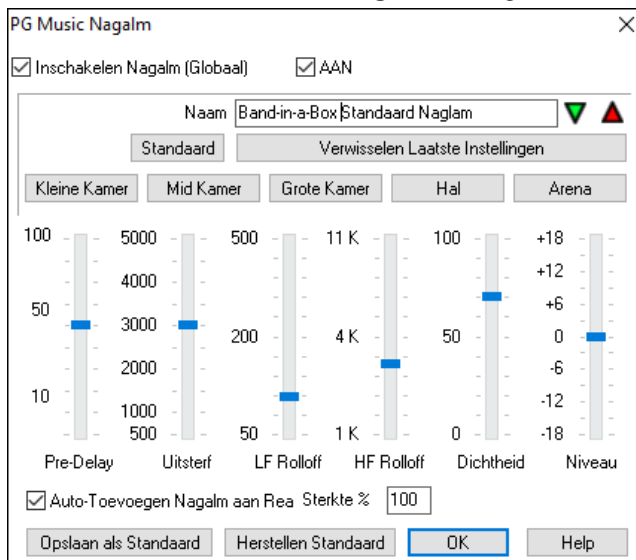 PG Music Nagalm
Inschakelen Nagalm (Globaal) AAN
Naam Band-in-a-Box Standaard Naglam
Standaard Verwisselen Laatste Instellingen
Kleine Kamer Mid Kamer Grote Kamer Hal Arena
100 5000 500 11 K 100 +18
4000 +12
50 +6
3000 200 4 K 50 0
2000 -6
10 -12
1000
500 50 1 K 0 -18
Pre-Delay Uitsterf LF Rolloff HF Rolloff Dichtheid Niveau
Auto-Toevoegen Nagalm aan Rea Sterkte % 100
Opslaan als Standaard Herstellen Standaard OK Help